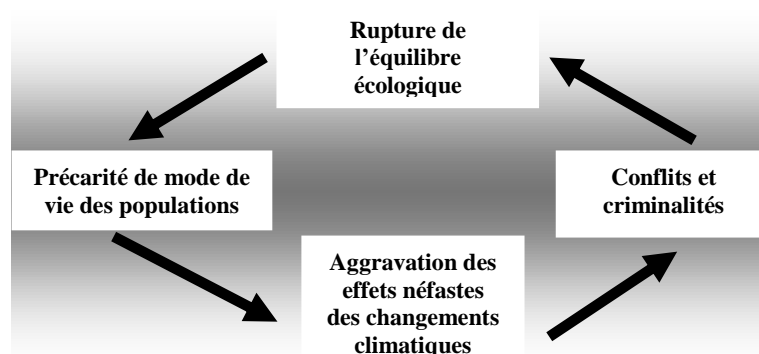 Rupture de
l’équilibre
écologique
Précarité de mode de
vie des populations
Conflits et
criminalités
Aggravation des
effets néfastes
des changements
climatiques